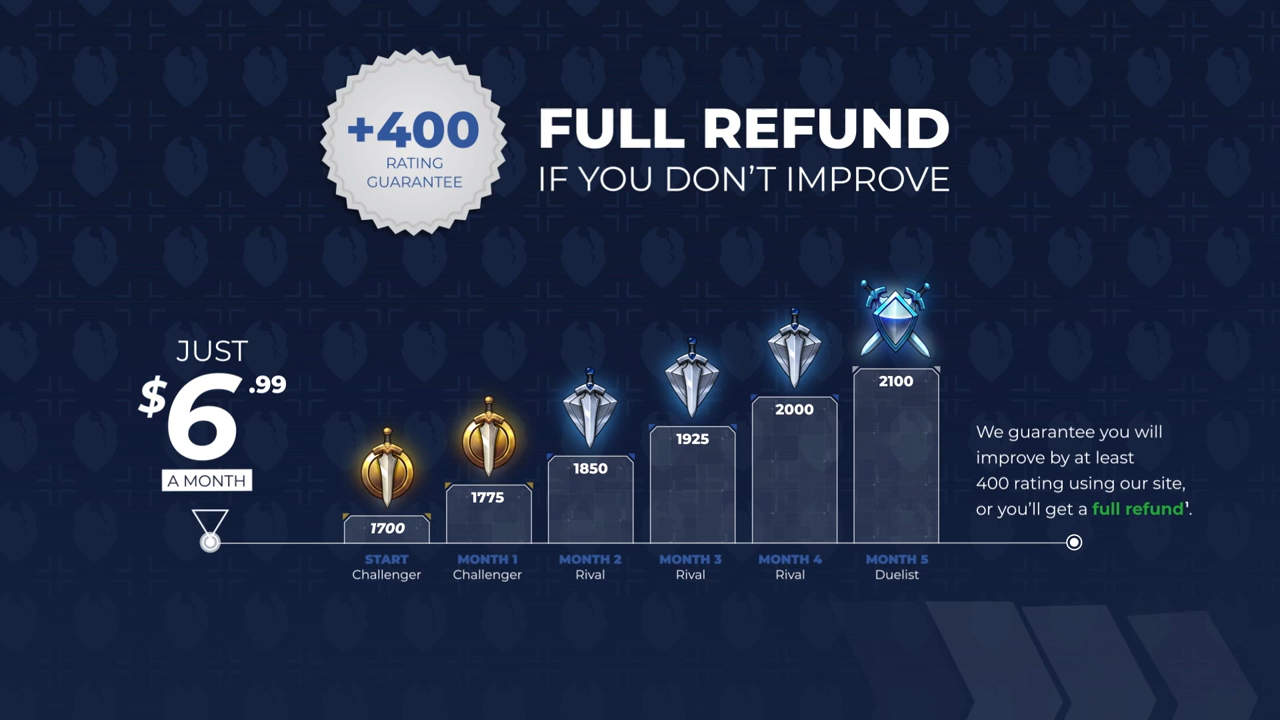 +400
RATING
GUARANTEE
FULL REFUND
IF YOU DON'T IMPROVE
JUST
$6.99
A MONTH
1700
1775
1850
1925
2000
2100
START
Challenger
MONTH 1
Challenger
MONTH 2
Rival
MONTH 3
Rival
MONTH 4
Rival
MONTH 5
Duelist
We guarantee you will
improve by at least
400 rating using our site,
or you'll get a full refund¹.